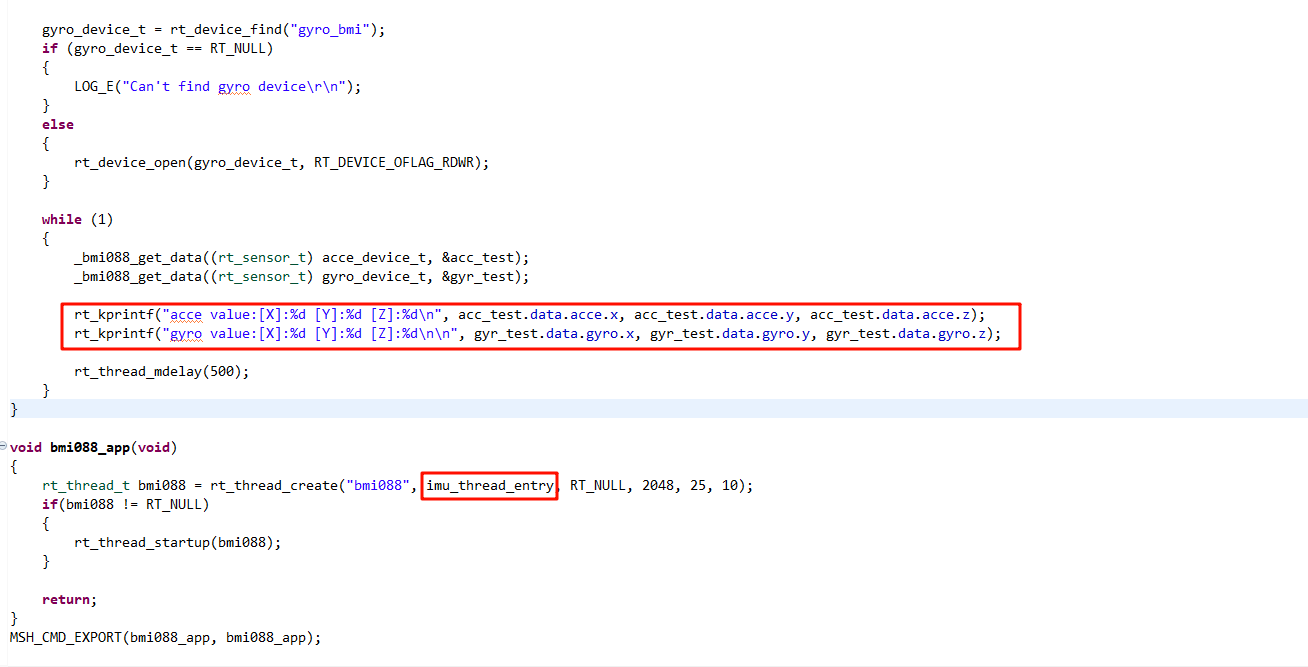 gyro_device_t = rt_device_find("gyro_bmi");
if (gyro_device_t == RT_NULL)
{
LOG_E("Can't find gyro device\r\n");
}
else
{
rt_device_open(gyro_device_t, RT_DEVICE_OFLAG_RDWR);
}
while (1)
{
_bmi088_get_data((rt_sensor_t) acce_device_t, &acc_test);
_bmi088_get_data((rt_sensor_t) gyro_device_t, &gyr_test);
rt_kprintf("acce value:[X]:%d [Y]:%d [Z]:%d\n", acc_test.data.acce.x, acc_test.data.acce.y, acc_test.data.acce.z);
rt_kprintf("gyro value:[X]:%d [Y]:%d [Z]:%d\n\n", gyr_test.data.gyro.x, gyr_test.data.gyro.y, gyr_test.data.gyro.z);
rt_thread_mdelay(500);
}
}
void bmi088_app(void)
{
rt_thread_t bmi088 = rt_thread_create("bmi088", imu_thread_entry, RT_NULL, 2048, 25, 10);
if(bmi088 != RT_NULL)
{
rt_thread_startup(bmi088);
}
return;
}
MSH_CMD_EXPORT(bmi088_app, bmi088_app);